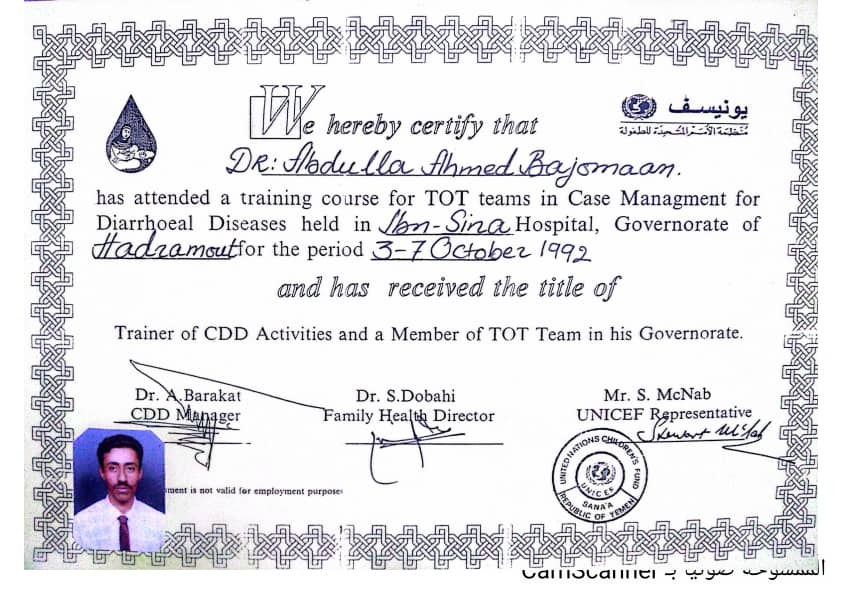 يونيسف
منظمة الأمم المتحدة للطفولة
We hereby certify that
DR: Abdulla Ahmed Bajomaan.
has attended a training course for TOT teams in Case Managment for
Diarrhoeal Diseases held in Ibn-Sina Hospital, Governorate of
Hadramout for the period 3-7 October 1992
and has received the title of
Trainer of CDD Activities and a Member of TOT Team in his Governorate.
Dr. A.Barakat
CDD Manager
Dr. S.Dobahi
Family Health Director
Mr. S. McNab
UNICEF Representative
Stewart McNab
UNITED NATIONS CHILDREN'S FUND
UNICEF
SANA'A
REPUBLIC OF YEMEN
ment is not valid for employment purposes
الممسوحة ضوئيا بـ CamScanner